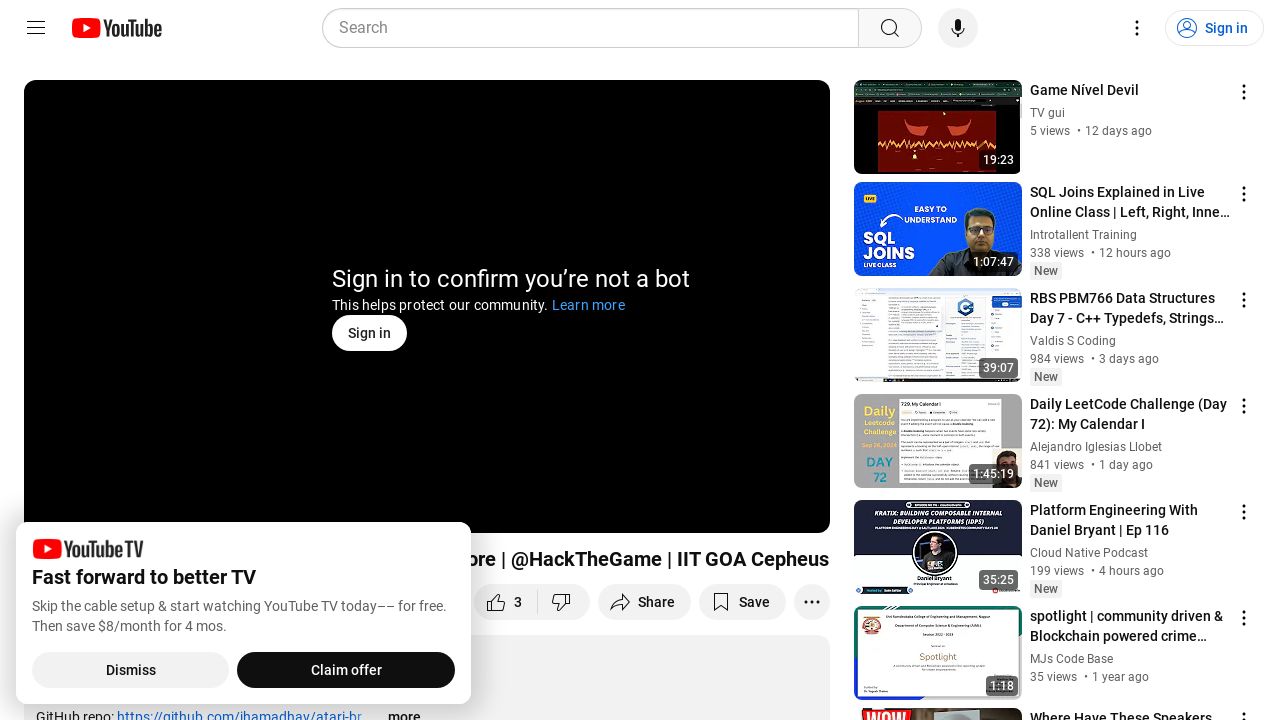 YouTube
Search
Sign in
Sign in to confirm you’re not a bot
This helps protect our community. Learn more
Sign in
ore | @HackTheGame | IIT GOA Cepheus
3
Share
Save
YouTube TV
Fast forward to better TV
Skip the cable setup & start watching YouTube TV today–– for free.
Then save $8/month for 4 mos.
Dismiss
Claim offer
GitHub repo: https://github.com/ihamadhav/atari-br...
more
19:23
Game Nível Devil
TV gui
5 views • 12 days ago
LIVE
EASY TO
UNDERSTAND
SQL
JOINS
LIVE CLASS
1:07:47
SQL Joins Explained in Live
Online Class | Left, Right, Inne…
Introtallent Training
338 views • 12 hours ago
New
39:07
RBS PBM766 Data Structures
Day 7 - C++ Typedefs, Strings…
Valdis S Coding
984 views • 3 days ago
New
Daily
Leetcode
Challenge
Sep 26, 2024
DAY
72
729. My Calendar I
1:45:19
Daily LeetCode Challenge (Day
72): My Calendar I
Alejandro Iglesias Llobet
841 views • 1 day ago
New
KRATIX: BUILDING COMPOSABLE INTERNAL
DEVELOPER PLATFORMS (IDPS)
Daniel Bryant
35:25
Platform Engineering With
Daniel Bryant | Ep 116
Cloud Native Podcast
199 views • 4 hours ago
New
Spotlight
1:18
spotlight | community driven &
Blockchain powered crime…
MJs Code Base
35 views • 1 year ago
WOW
Where Have These Speakers